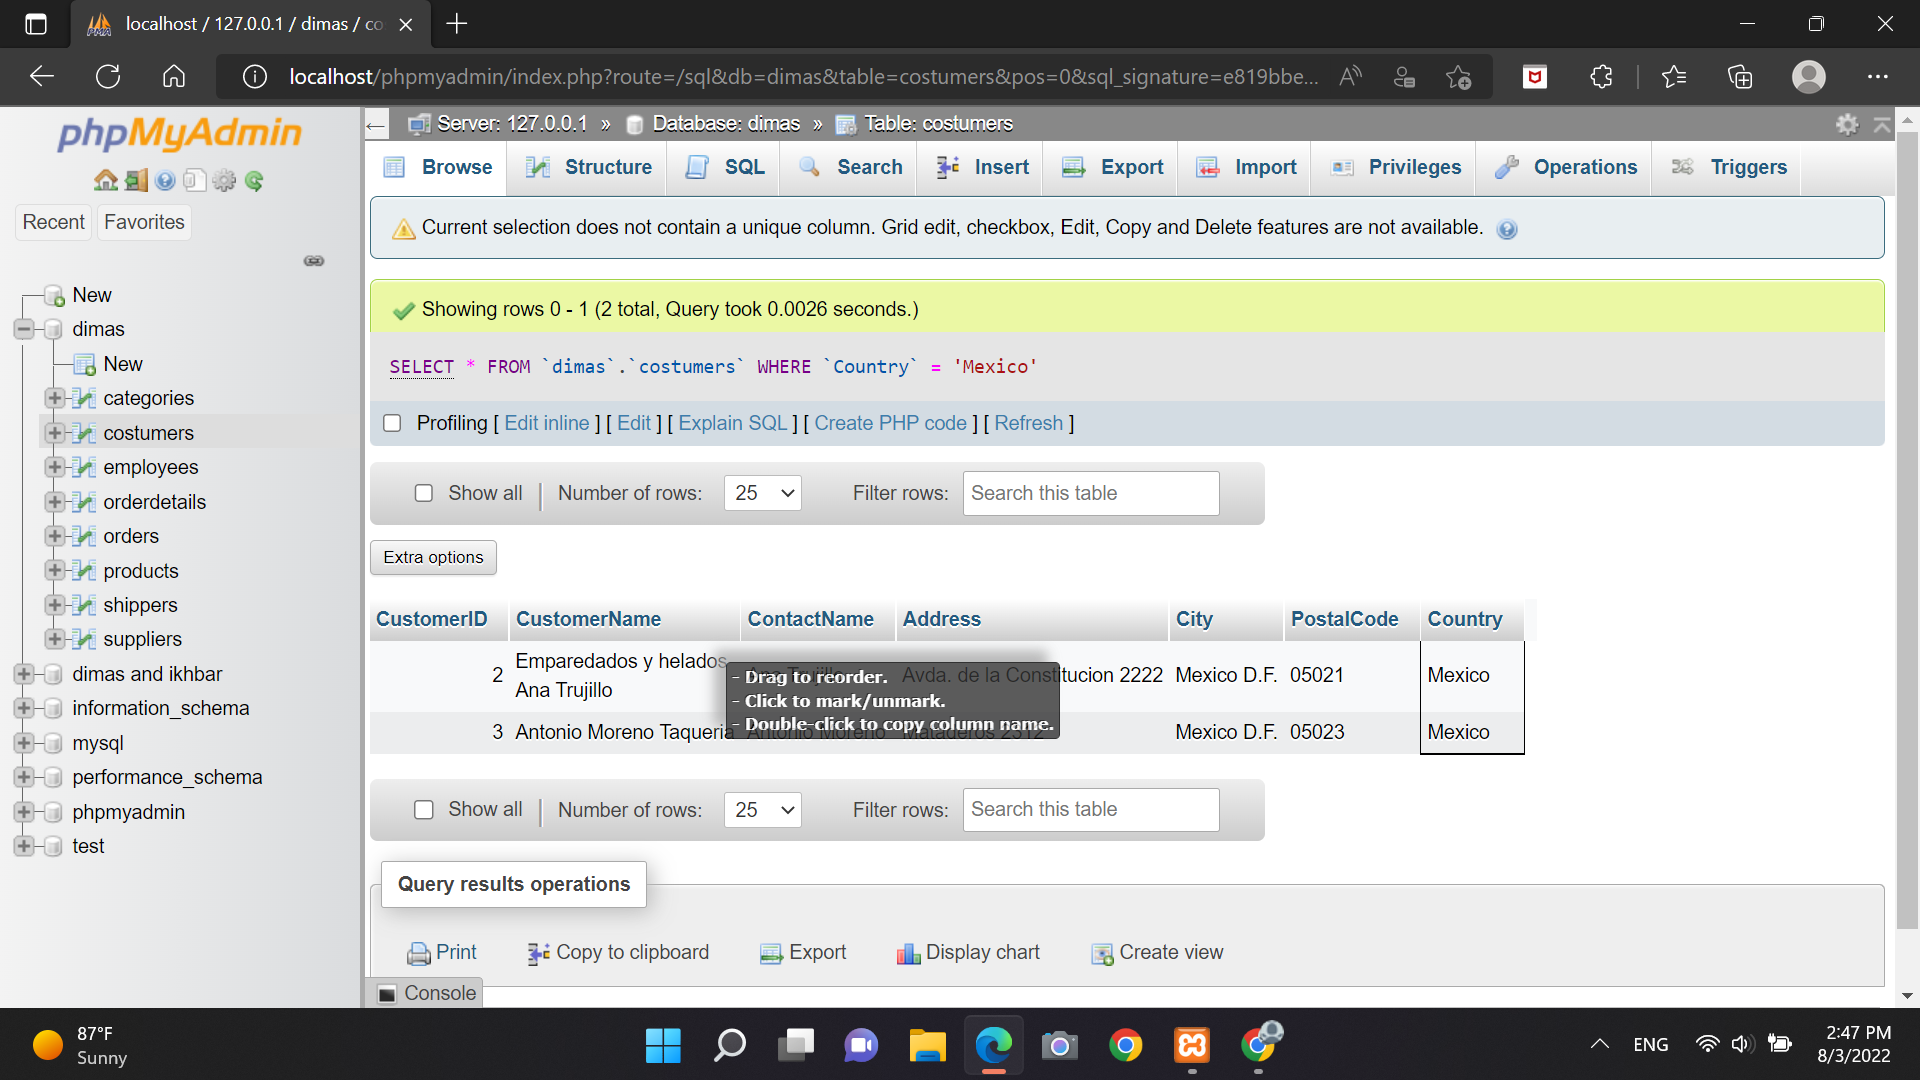 localhost / 127.0.0.1 / dimas / co
localhost/phpmyadmin/index.php?route=/sql&db=dimas&table=costumers&pos=0&sql_signature=e819bbe...
phpMyAdmin
Recent
Favorites
New
dimas
New
categories
costumers
employees
orderdetails
orders
products
shippers
suppliers
dimas and ikhbar
information_schema
mysql
performance_schema
phpmyadmin
test
Server: 127.0.0.1 » Database: dimas » Table: costumers
Browse Structure SQL Search Insert Export Import Privileges Operations Triggers
Current selection does not contain a unique column. Grid edit, checkbox, Edit, Copy and Delete features are not available.
Showing rows 0 - 1 (2 total, Query took 0.0026 seconds.)
SELECT * FROM `dimas`.`costumers` WHERE `Country` = 'Mexico'
Profiling [ Edit inline ] [ Edit ] [ Explain SQL ] [ Create PHP code ] [ Refresh ]
Show all | Number of rows: 25 Filter rows: Search this table
Extra options
CustomerID CustomerName ContactName Address City PostalCode Country
2 Emparedados y helados Ana Trujillo Ana Trujillo Avda. de la Constitucion 2222 Mexico D.F. 05021 Mexico
3 Antonio Moreno Taqueria Antonio Moreno Mataderos 2312 Mexico D.F. 05023 Mexico
- Drag to reorder.
- Click to mark/unmark.
- Double-click to copy column name.
Show all | Number of rows: 25 Filter rows: Search this table
Query results operations
Print Copy to clipboard Export Display chart Create view
Console
87°F
Sunny
ENG
2:47 PM
8/3/2022